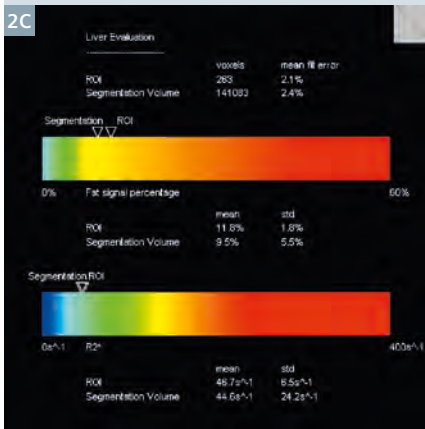 2C
Liver Evaluation
voxels mean fit error
ROI 263 2.1%
Segmentation Volume 141083 2.4%
Segmentation ROI
0% Fat signal percentage 60%
mean std
ROI 11.8% 1.8%
Segmentation Volume 9.5% 5.5%
Segmentation ROI
0s^-1 R2* 400s^-1
mean std
ROI 46.7s^-1 6.5s^-1
Segmentation Volume 44.6s^-1 24.2s^-1